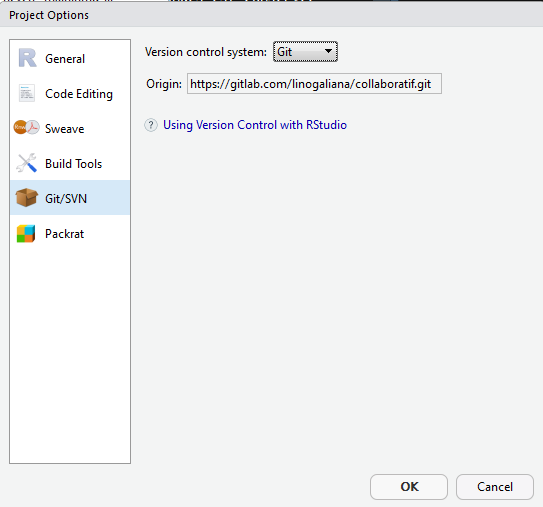 Project Options
General
Code Editing
Sweave
Build Tools
Git/SVN
Packrat
Version control system: Git
Origin: https://gitlab.com/linogaliana/collaboratif.git
? Using Version Control with RStudio
OK
Cancel